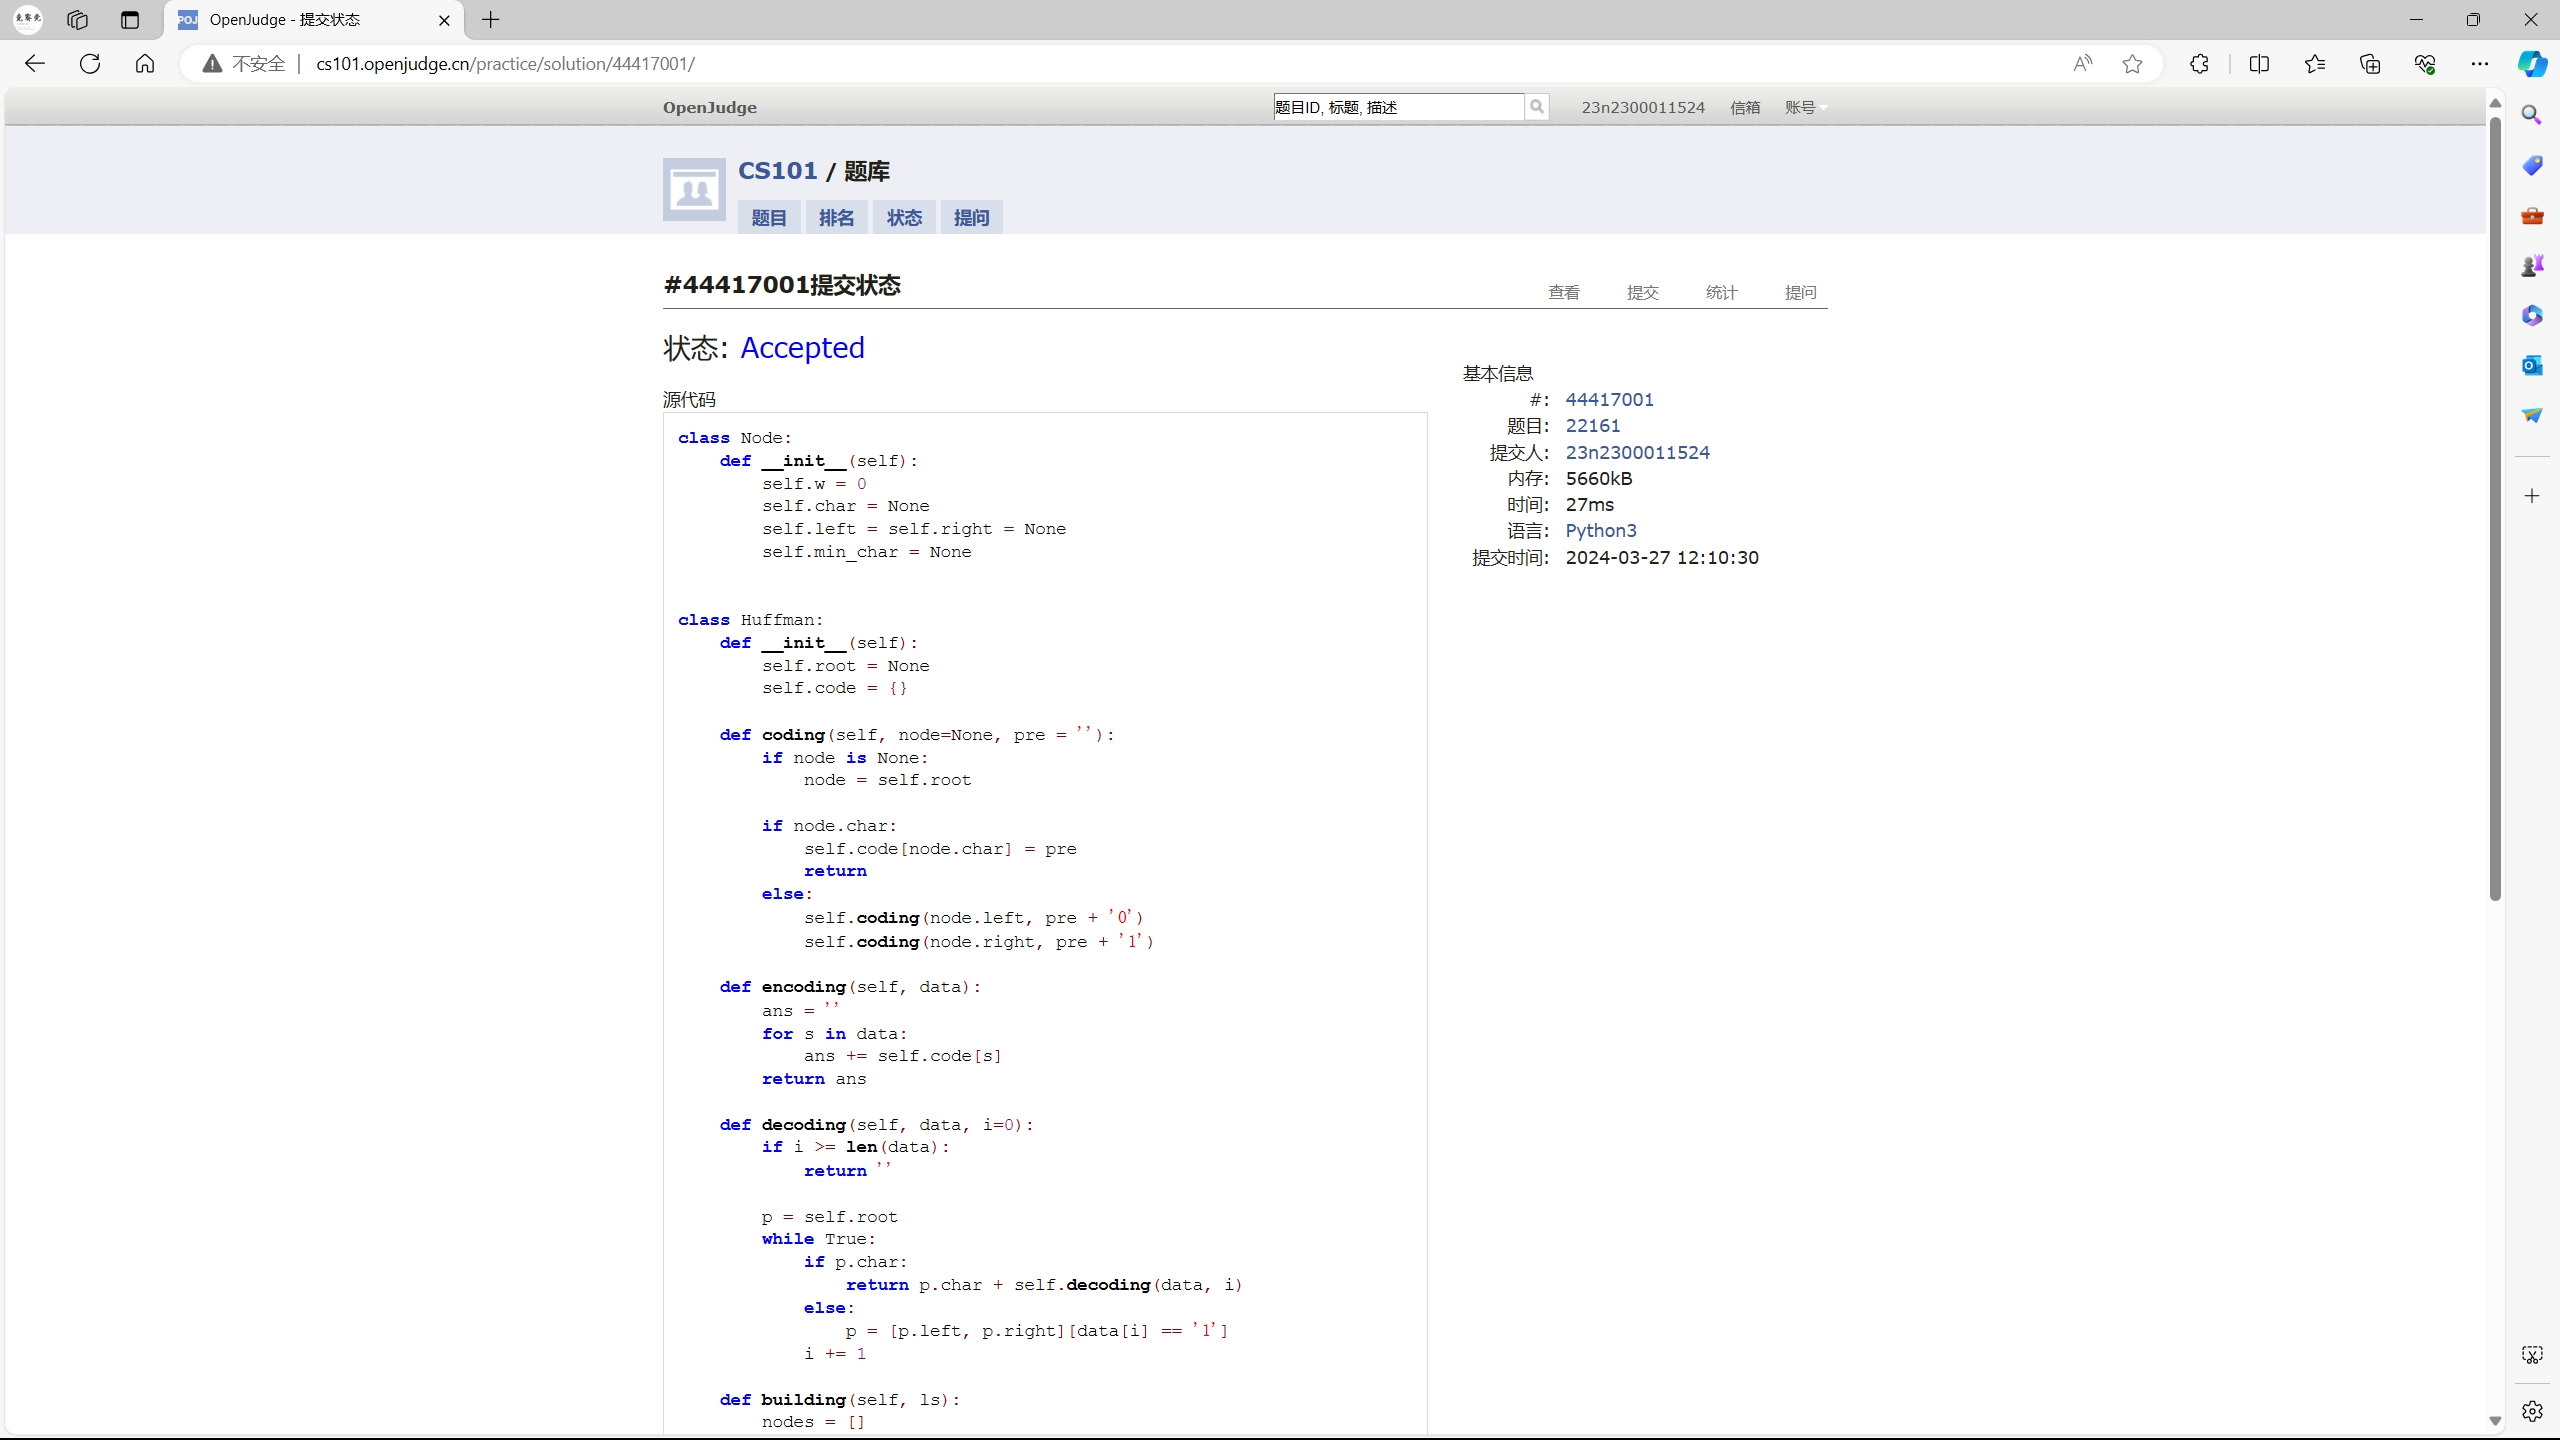 OpenJudge - 提交状态
不安全 | cs101.openjudge.cn/practice/solution/44417001/
OpenJudge
题目ID, 标题, 描述
23n2300011524 信箱 账号
CS101 / 题库
题目 排名 状态 提问
#44417001提交状态
查看 提交 统计 提问
状态: Accepted
源代码
class Node:
    def __init__(self):
        self.w = 0
        self.char = None
        self.left = self.right = None
        self.min_char = None
class Huffman:
    def __init__(self):
        self.root = None
        self.code = {}
    def coding(self, node=None, pre = ''):
        if node is None:
            node = self.root
        if node.char:
            self.code[node.char] = pre
            return
        else:
            self.coding(node.left, pre + '0')
            self.coding(node.right, pre + '1')
    def encoding(self, data):
        ans = ''
        for s in data:
            ans += self.code[s]
        return ans
    def decoding(self, data, i=0):
        if i >= len(data):
            return ''
        p = self.root
        while True:
            if p.char:
                return p.char + self.decoding(data, i)
            else:
                p = [p.left, p.right][data[i] == '1']
            i += 1
    def building(self, ls):
        nodes = []
基本信息
#: 44417001
题目: 22161
提交人: 23n2300011524
内存: 5660kB
时间: 27ms
语言: Python3
提交时间: 2024-03-27 12:10:30